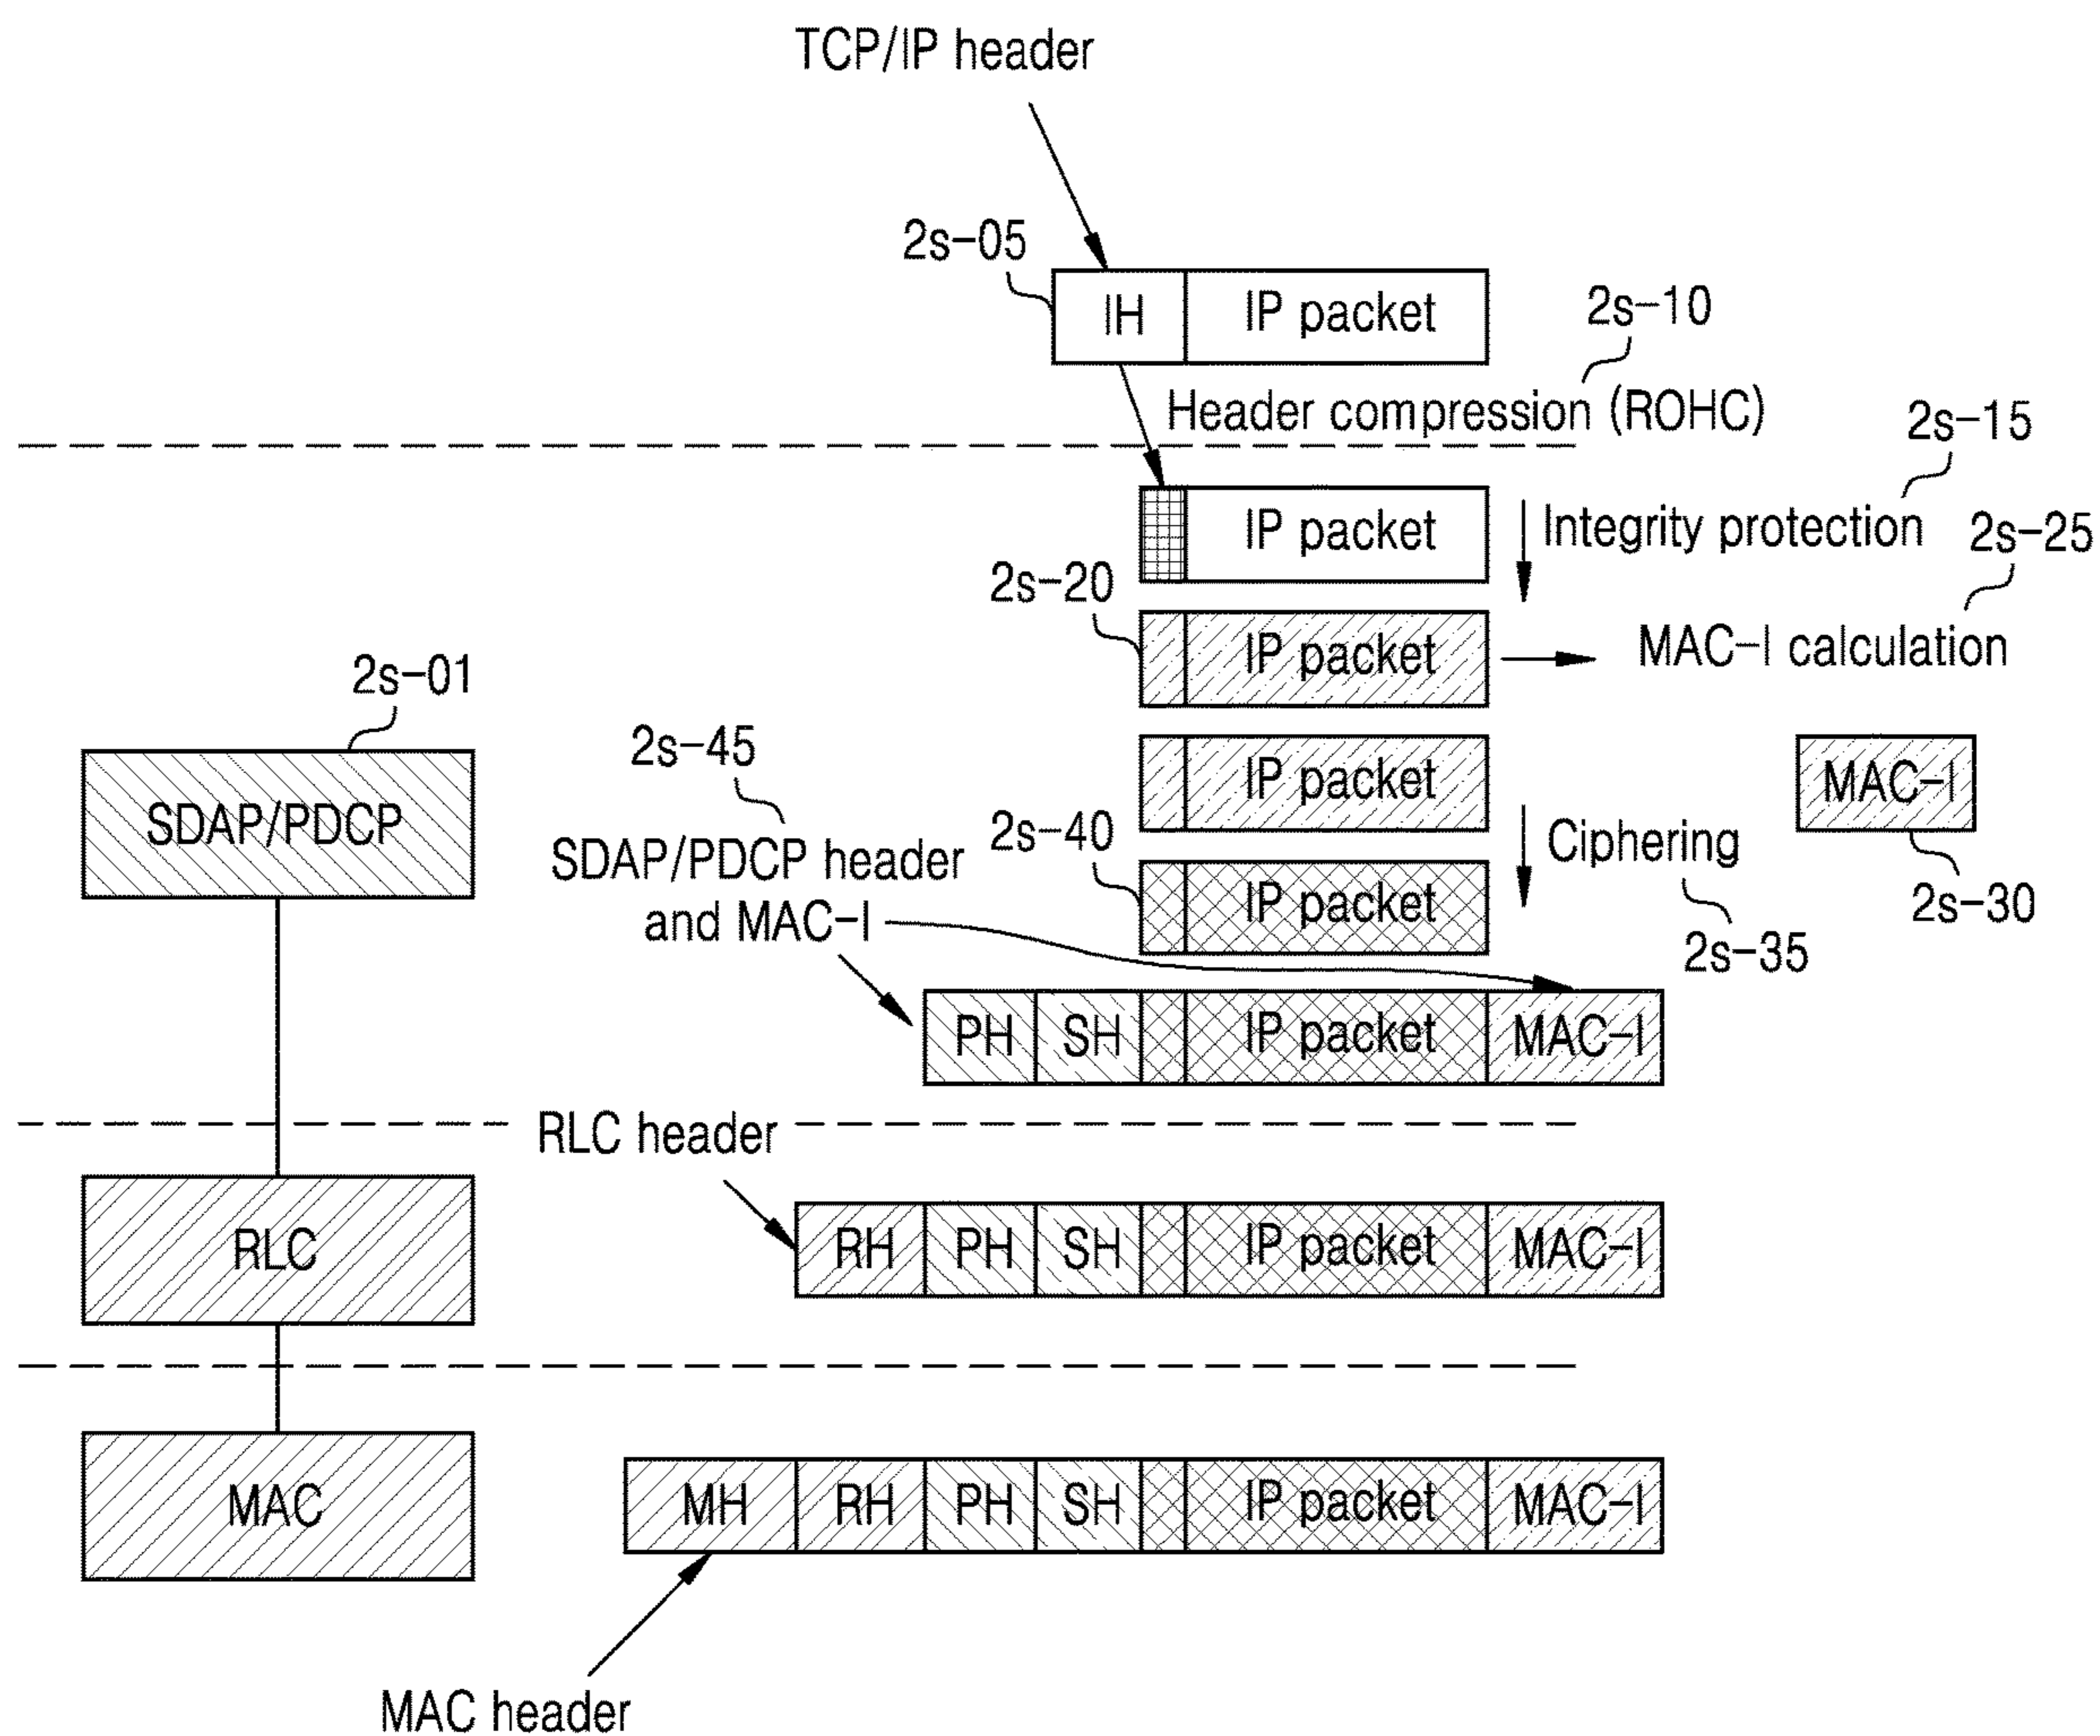 TCP/IP header
2s-05
IH
IP packet
2s-10
Header compression (ROHC)
2s-15
IP packet
Integrity protection
2s-25
2s-20
IP packet
MAC-I calculation
2s-01
SDAP/PDCP
2s-45
SDAP/PDCP header
and MAC-I
IP packet
MAC-I
2s-30
2s-40
Ciphering
2s-35
IP packet
PH
SH
IP packet
MAC-I
RLC header
RLC
RH
PH
SH
IP packet
MAC-I
MAC
MH
RH
PH
SH
IP packet
MAC-I
MAC header